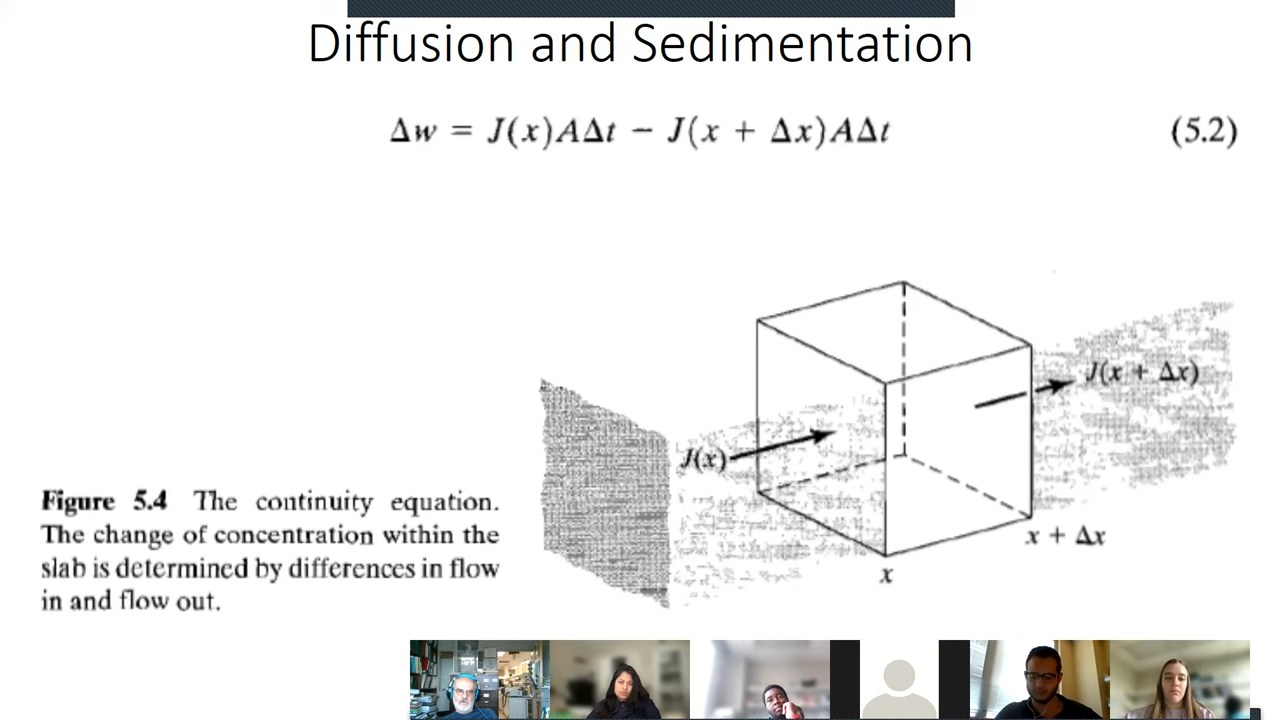 Diffusion and Sedimentation
Δw = J(x)AΔt − J(x + Δx)AΔt (5.2)
J(x + Δx)
J(x)
Figure 5.4 The continuity equation.
The change of concentration within the
slab is determined by differences in flow
in and flow out.
x + Δx
x